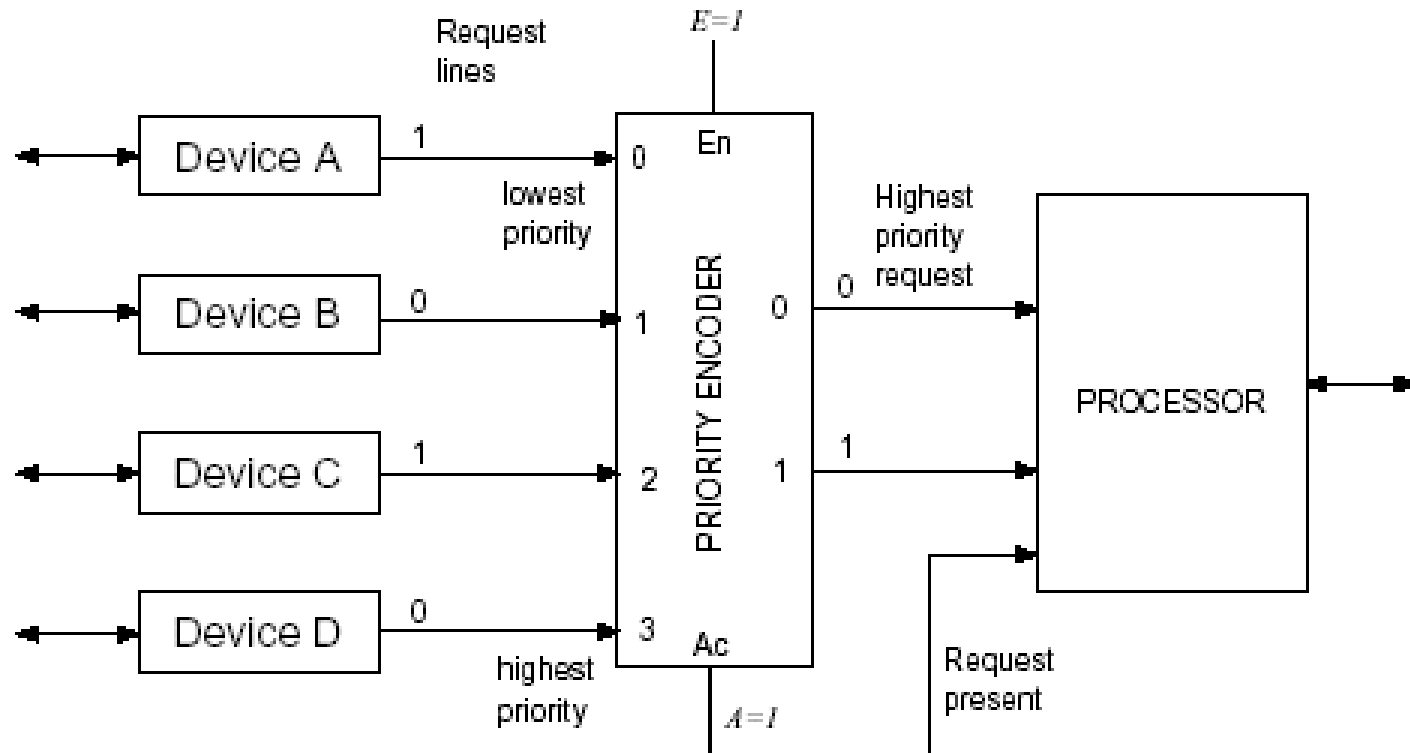 E=1
Request
lines
Device A
1
0
En
lowest
priority
Highest
priority
request
Device B
0
1
PRIORITY ENCODER
0
0
PROCESSOR
Device C
1
2
1
1
Device D
0
3
Ac
highest
priority
A=1
Request
present